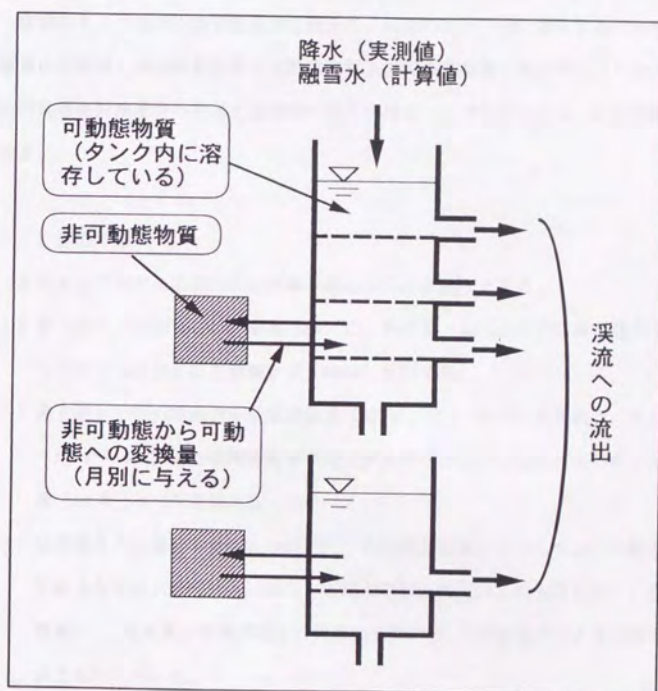 降水（実測値）
融雪水（計算値）
可動態物質
（タンク内に溶
存している）
非可動態物質
渓流への流出
非可動態から可動
態への変換量
（月別に与える）